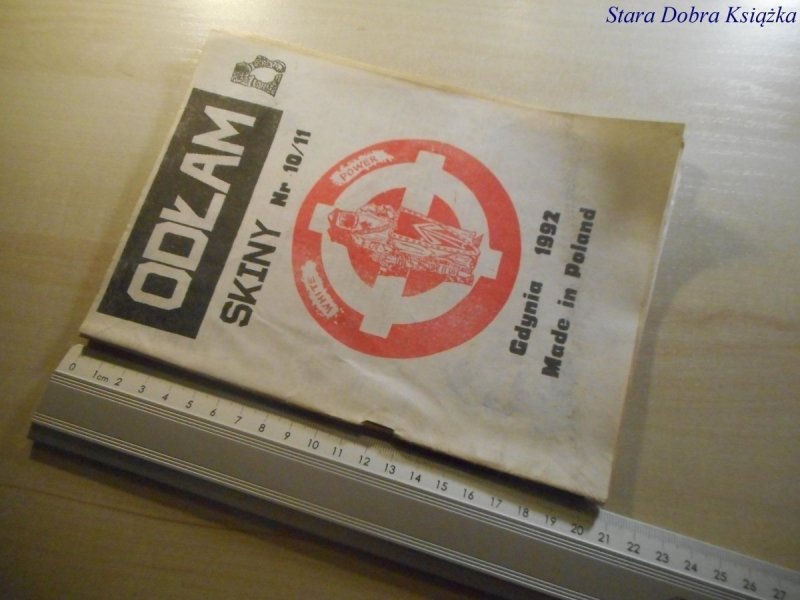 Stara Dobra Książka
ODŁAM
SKINY Nr 10/11
WHITE POWER
Gdynia 1992
Made in Poland
0 1cm 2 3 4 5 6 7 8 9 10 11 12 13 14 15 16 17 18 19 20 21 22 23 24 25 26 27